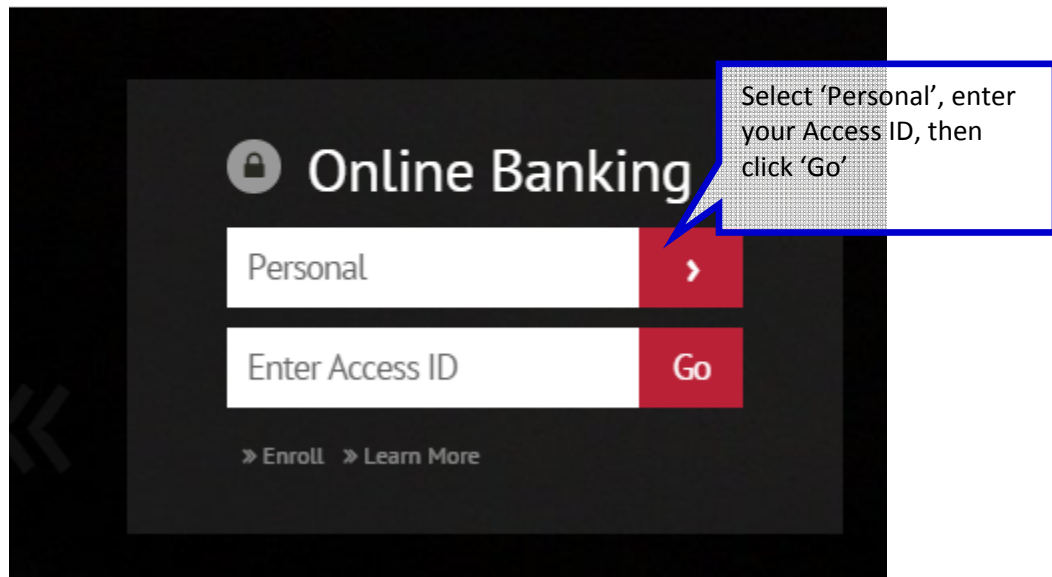 Select ‘Personal’, enter
your Access ID, then
click ‘Go’
Online Banking
Personal ›
Enter Access ID Go
» Enroll » Learn More